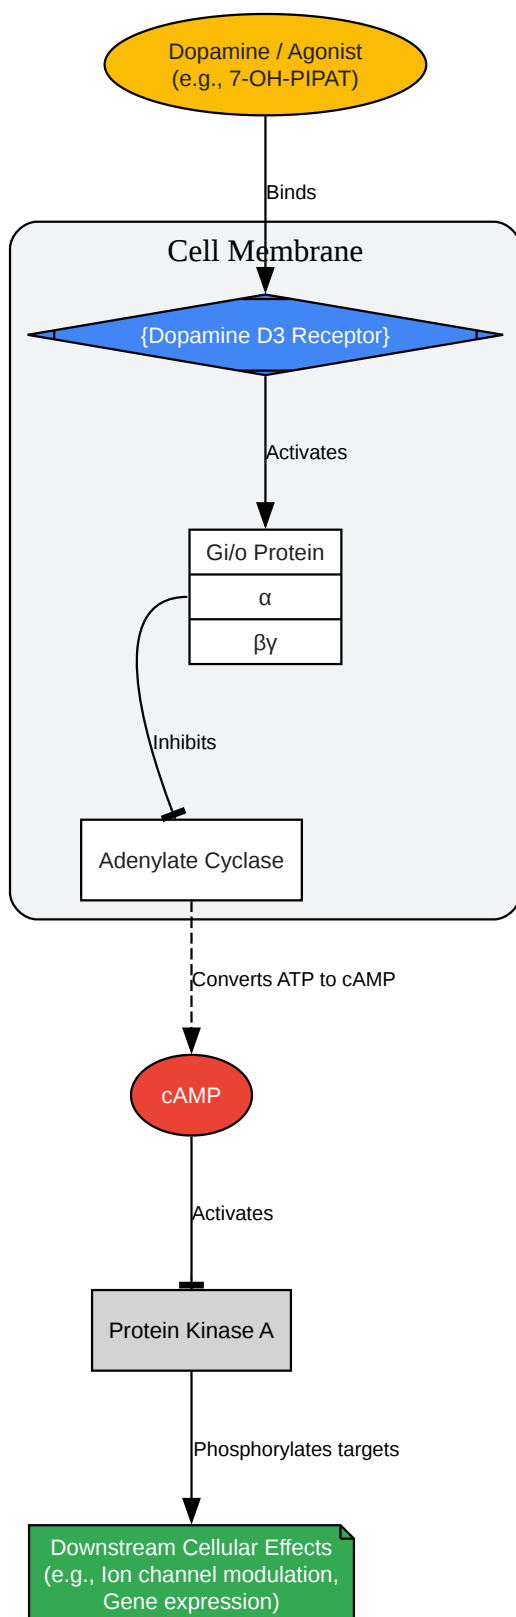 Dopamine / Agonist
(e.g., 7-OH-PIPAT)
Binds
Cell Membrane
{Dopamine D3 Receptor}
Activates
Gi/o Protein
α
βγ
Inhibits
Adenylate Cyclase
Converts ATP to cAMP
cAMP
Activates
Protein Kinase A
Phosphorylates targets
Downstream Cellular Effects
(e.g., Ion channel modulation,
Gene expression)